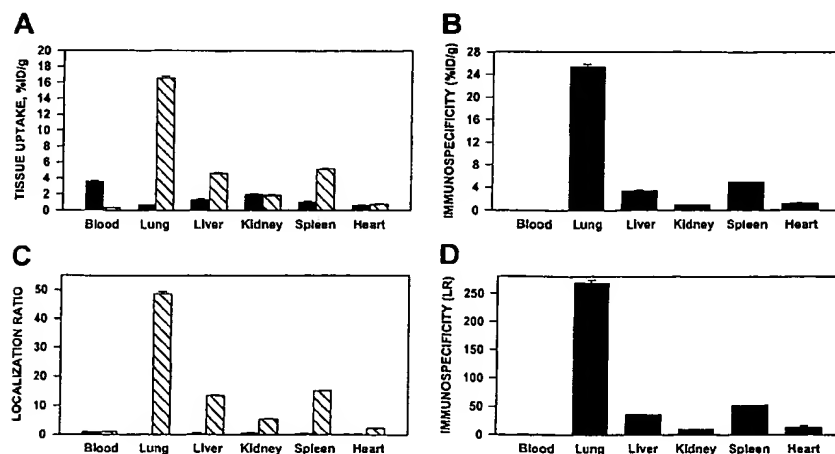 A
TISSUE UPTAKE, %ID/g
20
18
16
14
12
10
8
6
4
2
0
Blood Lung Liver Kidney Spleen Heart
B
IMMUNOSPECIFICITY (%ID/g)
28
24
20
16
12
8
4
0
Blood Lung Liver Kidney Spleen Heart
C
LOCALIZATION RATIO
50
40
30
20
10
0
Blood Lung Liver Kidney Spleen Heart
D
IMMUNOSPECIFICITY (LR)
250
200
150
100
50
0
Blood Lung Liver Kidney Spleen Heart